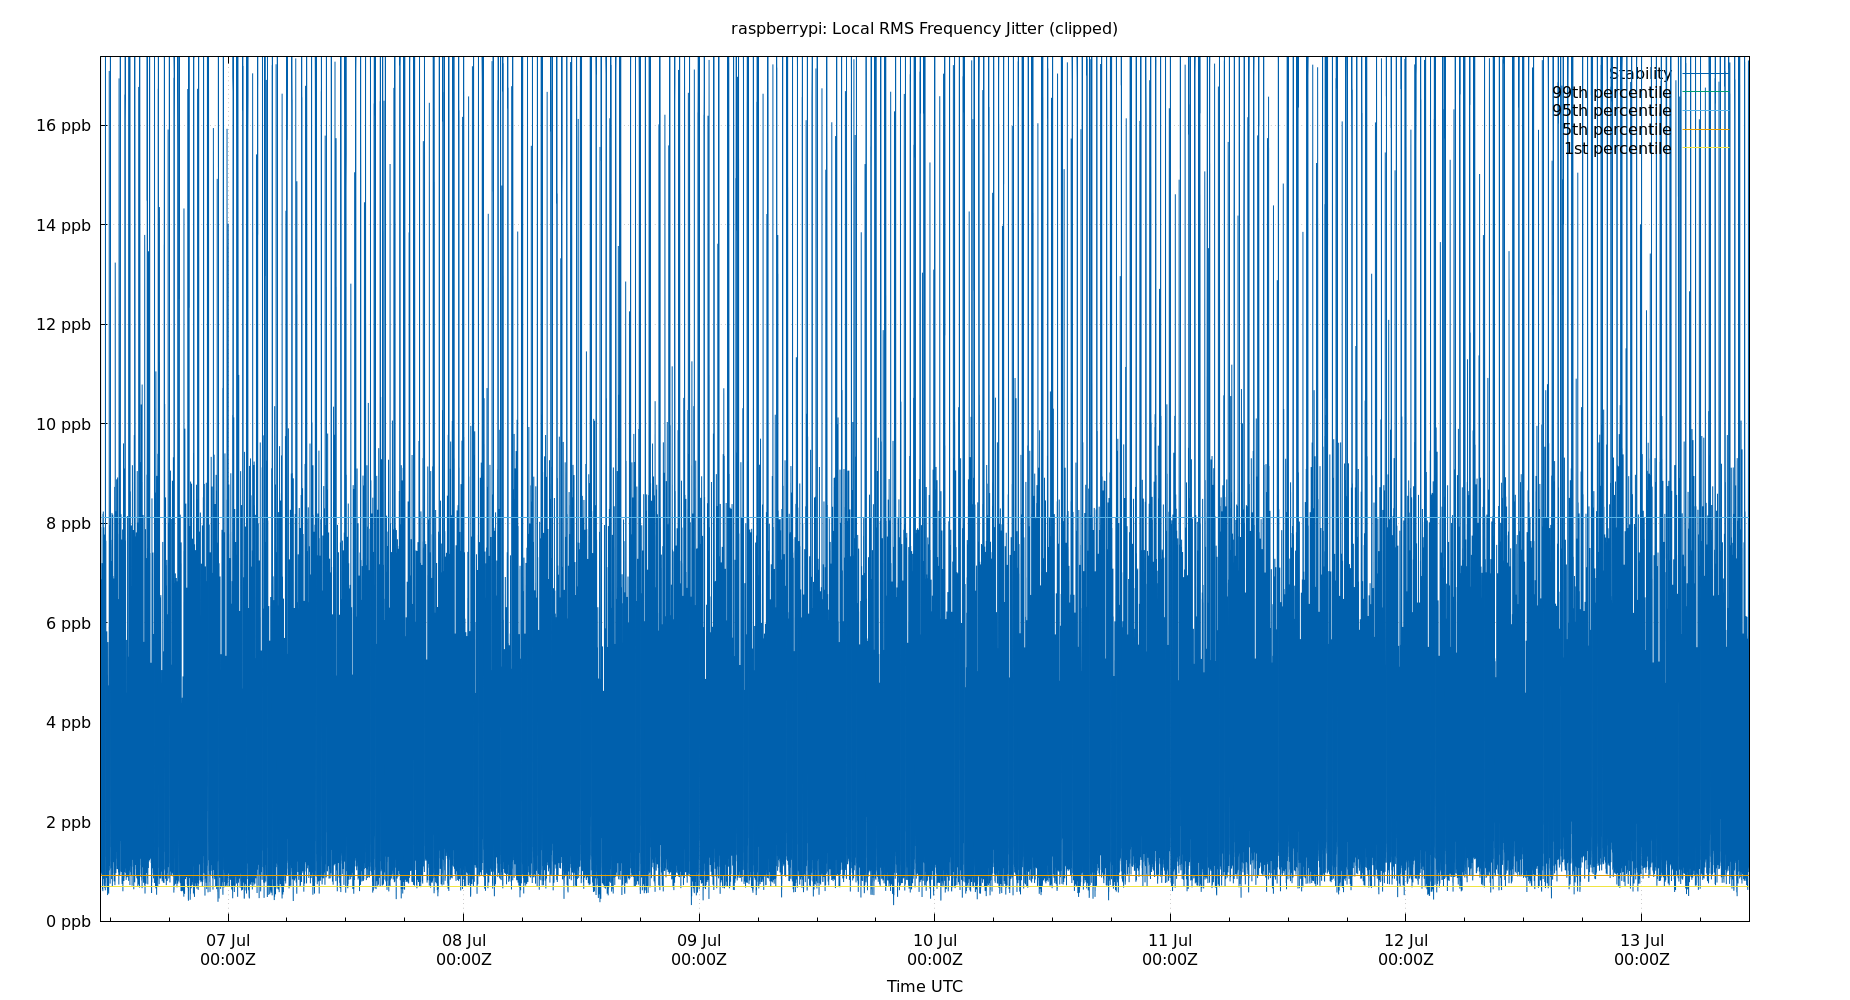 raspberrypi: Local RMS Frequency Jitter (clipped)
Stability
99th percentile
95th percentile
5th percentile
1st percentile
16 ppb
14 ppb
12 ppb
10 ppb
8 ppb
6 ppb
4 ppb
2 ppb
0 ppb
07 Jul 08 Jul 09 Jul 10 Jul 11 Jul 12 Jul 13 Jul
00:00Z 00:00Z 00:00Z 00:00Z 00:00Z 00:00Z 00:00Z
Time UTC